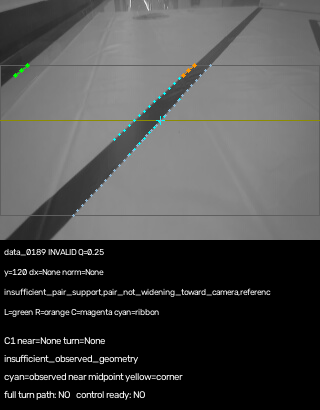 data_0189 INVALID Q=0.25
y=120 dx=None norm=None
insufficient_pair_support,pair_not_widening_toward_camera,referenc
L=green R=orange C=magenta cyan=ribbon
C1 near=None turn=None
insufficient_observed_geometry
cyan=observed near midpoint yellow=corner
full turn path: NO control ready: NO